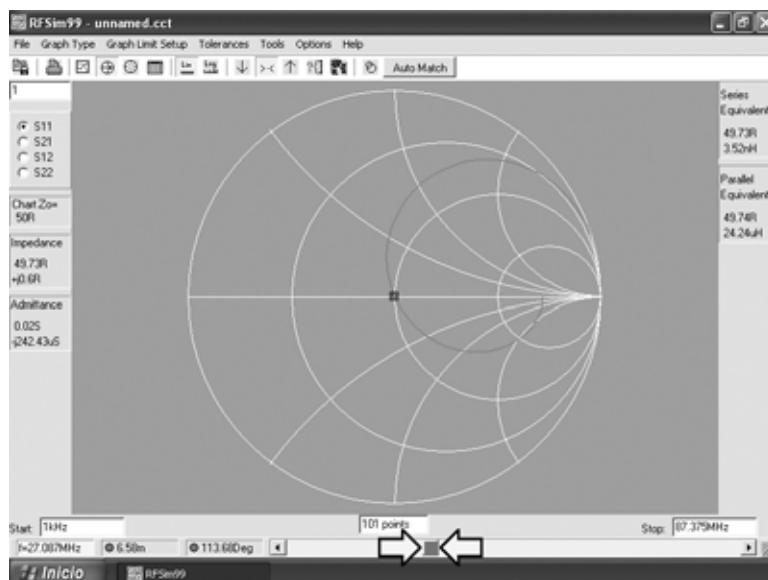 RFSim99 - unnamed.cct
File Graph Type Graph Limit Setup Tolerances Tools Options Help
Auto Match
1
S11
S21
S12
S22
Chart Zo=
50R
Impedance
49.73R
+j0.6R
Admittance
0.02S
-j242.43uS
Series
Equivalent
49.73R
3.52nH
Parallel
Equivalent
49.74R
24.24uH
Start: 1kHz
101 points
Stop: 87.375MHz
f=27.087MHz 6.58m 113.68Deg
Inicio RFSim99